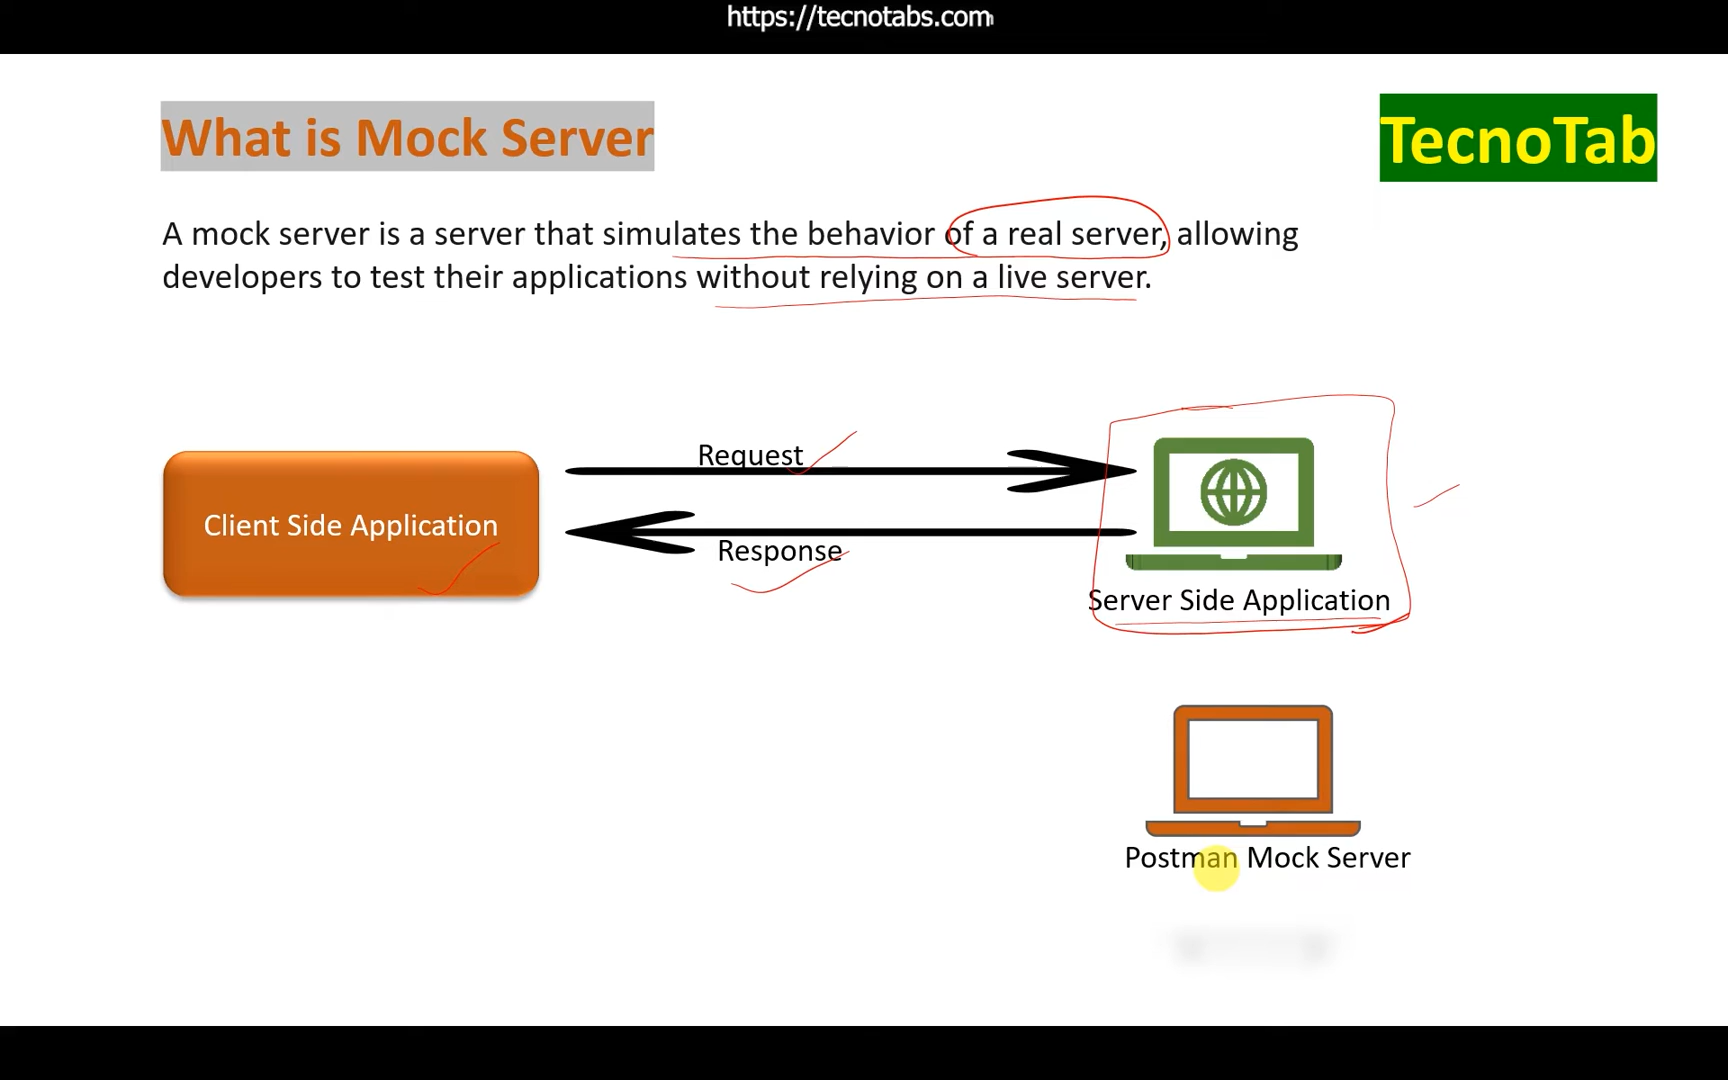 https://tecnotabs.com
What is Mock Server
TecnoTab
A mock server is a server that simulates the behavior of a real server, allowing
developers to test their applications without relying on a live server.
Request
Client Side Application
Response
Server Side Application
Postman Mock Server